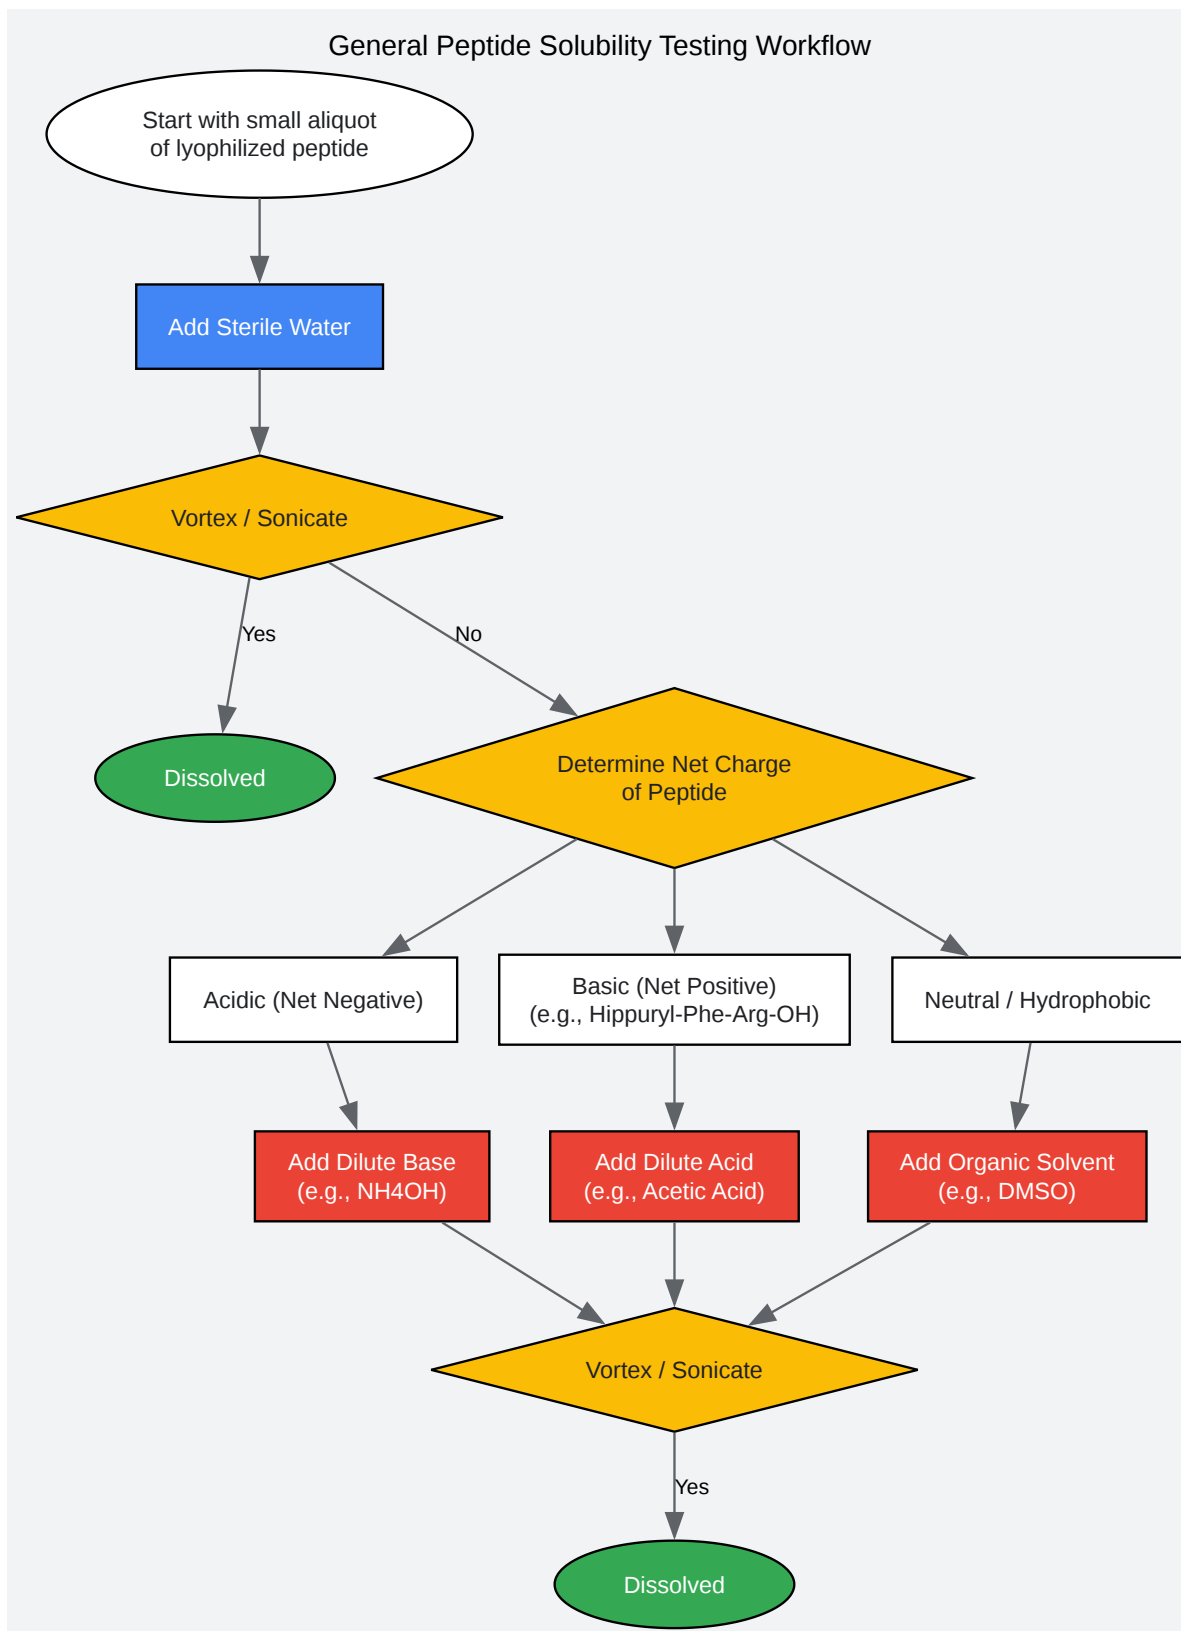 General Peptide Solubility Testing Workflow
Start with small aliquot
of lyophilized peptide
Add Sterile Water
Vortex / Sonicate
Yes
No
Dissolved
Determine Net Charge
of Peptide
Acidic (Net Negative)
Basic (Net Positive)
(e.g., Hippuryl-Phe-Arg-OH)
Neutral / Hydrophobic
Add Dilute Base
(e.g., NH4OH)
Add Dilute Acid
(e.g., Acetic Acid)
Add Organic Solvent
(e.g., DMSO)
Vortex / Sonicate
Yes
Dissolved